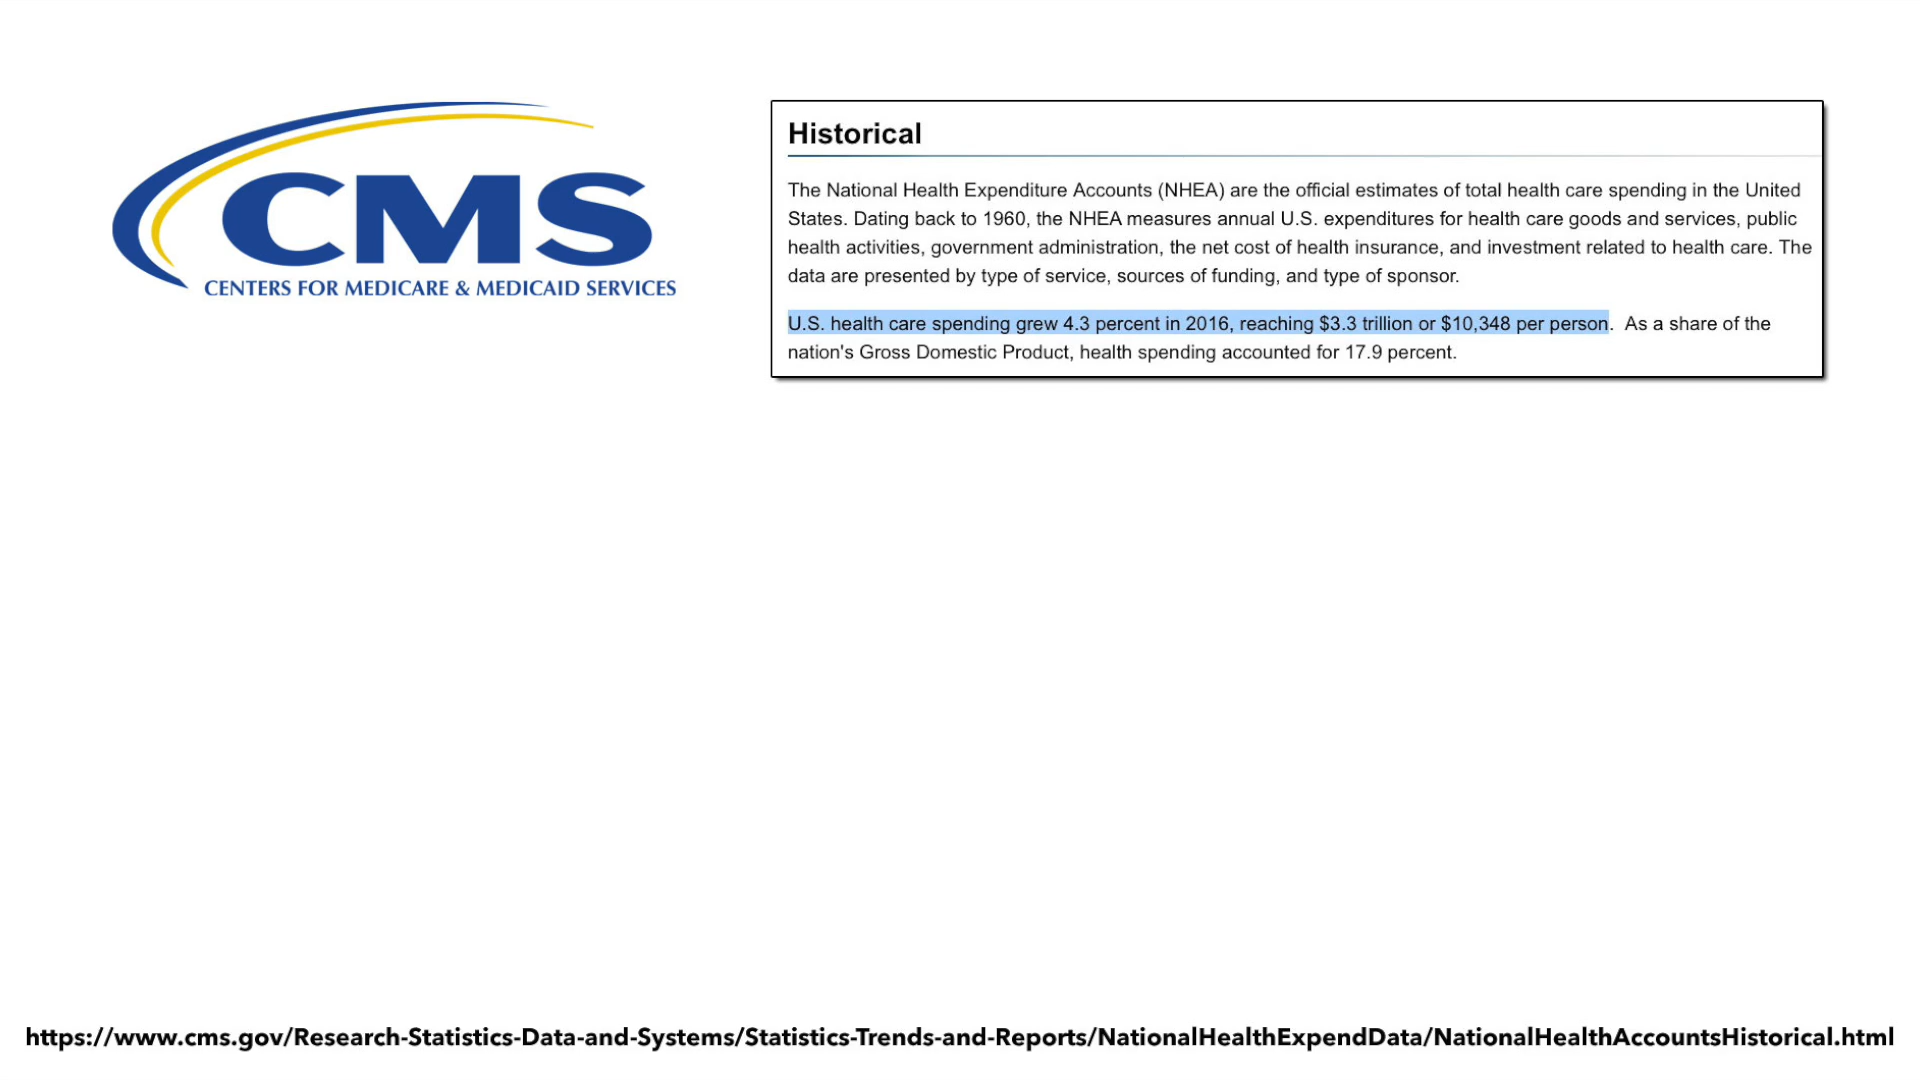 CMS
CENTERS FOR MEDICARE & MEDICAID SERVICES
Historical
The National Health Expenditure Accounts (NHEA) are the official estimates of total health care spending in the United
States. Dating back to 1960, the NHEA measures annual U.S. expenditures for health care goods and services, public
health activities, government administration, the net cost of health insurance, and investment related to health care. The
data are presented by type of service, sources of funding, and type of sponsor.
U.S. health care spending grew 4.3 percent in 2016, reaching $3.3 trillion or $10,348 per person.  As a share of the
nation's Gross Domestic Product, health spending accounted for 17.9 percent.
https://www.cms.gov/Research-Statistics-Data-and-Systems/Statistics-Trends-and-Reports/NationalHealthExpendData/NationalHealthAccountsHistorical.html